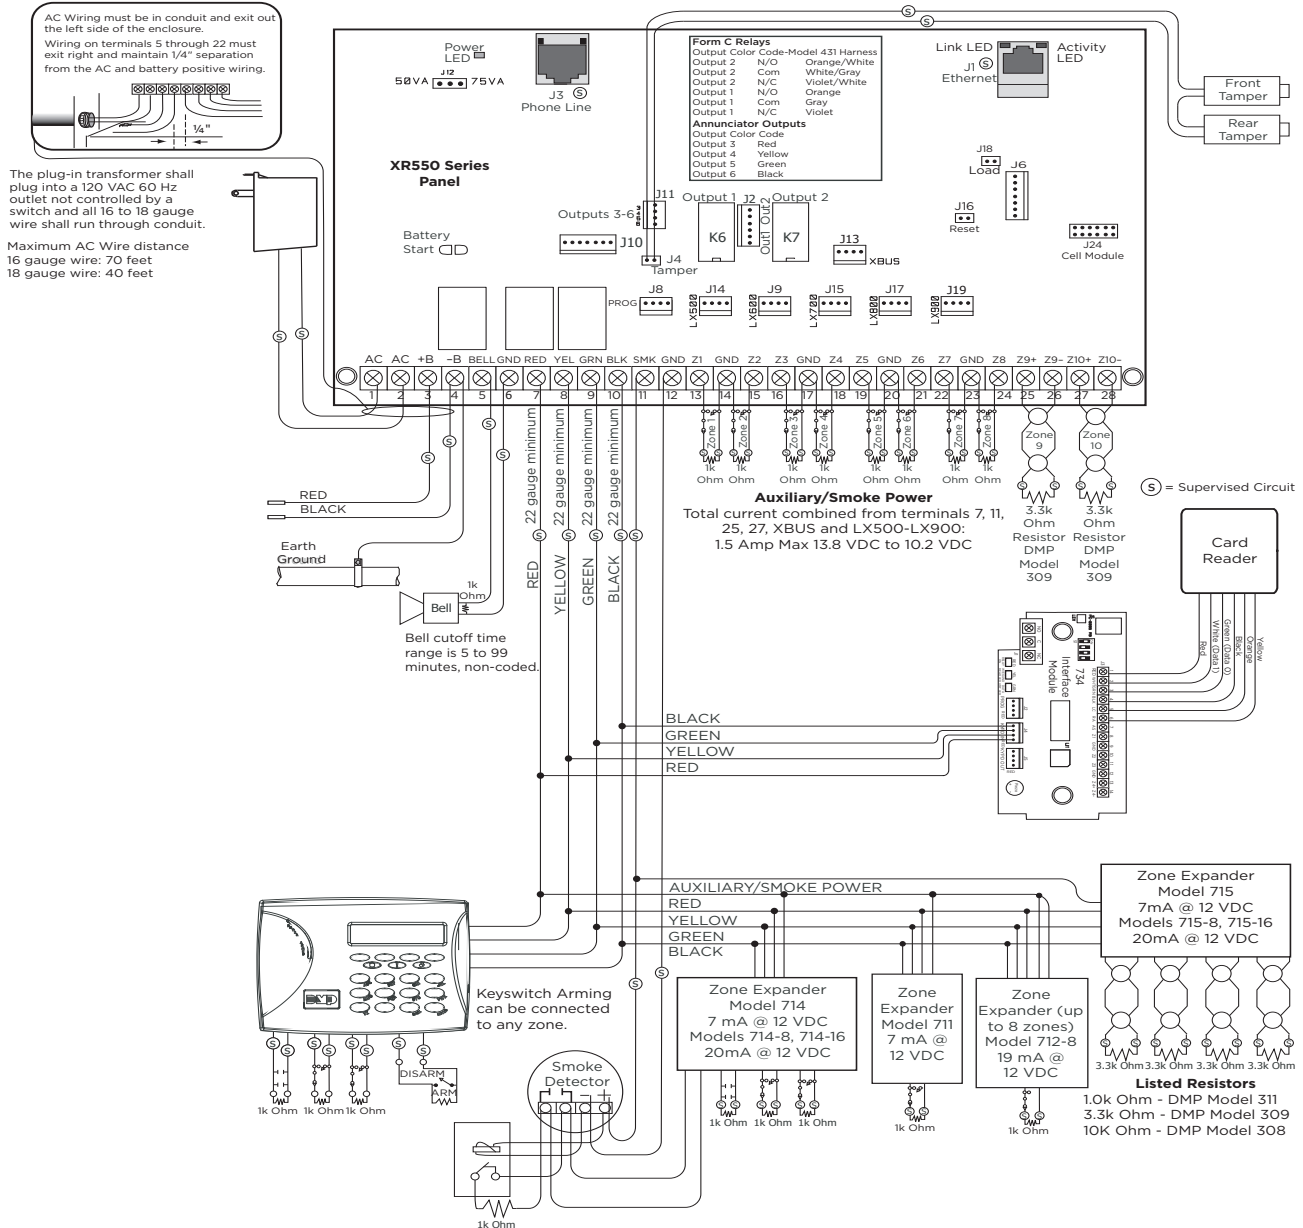 AC Wiring must be in conduit and exit out
the left side of the enclosure.
Wiring on terminals 5 through 22 must
exit right and maintain 1/4" separation
from the AC and battery positive wiring.
¼"
The plug-in transformer shall
plug into a 120 VAC 60 Hz
outlet not controlled by a
switch and all 16 to 18 gauge
wire shall run through conduit.
Maximum AC Wire distance
16 gauge wire: 70 feet
18 gauge wire: 40 feet
Power
LED
J12
50VA 75VA
J3 S
Phone Line
Form C Relays
Output Color Code-Model 431 Harness
Output 2 N/O Orange/White
Output 2 Com White/Gray
Output 2 N/C Violet/White
Output 1 N/O Orange
Output 1 Com Gray
Output 1 N/C Violet
Annunciator Outputs
Output Color Code
Output 3 Red
Output 4 Yellow
Output 5 Green
Output 6 Black
S
S
Link LED Activity
LED
J1 S
Ethernet
Front
Tamper
Rear
Tamper
XR550 Series
Panel
J18
Load
J6
J16
Reset
J24
Cell Module
Battery
Start
Outputs 3-6
J11
3 4 5 6
J10
J4
Tamper
Output 1 J2 Output 2
K6
Out1 Out2
K7
J13
XBUS
PROG J8
LX500 J14
LX600 J9
LX700 J15
LX800 J17
LX900 J19
S S
AC AC +B -B BELL GND RED YEL GRN BLK SMK GND Z1 GND Z2 Z3 GND Z4 Z5 GND Z6 Z7 GND Z8 Z9+ Z9- Z10+ Z10-
1 2 3 4 5 6 7 8 9 10 11 12 13 14 15 16 17 18 19 20 21 22 23 24 25 26 27 28
22 gauge minimum
22 gauge minimum
22 gauge minimum
22 gauge minimum
Zone 1
Zone 2
Zone 3
Zone 4
Zone 5
Zone 6
Zone 7
Zone 8
Zone
9
Zone
10
1k 1k 1k 1k 1k 1k 1k 1k
Ohm Ohm Ohm Ohm Ohm Ohm Ohm Ohm
Auxiliary/Smoke Power
Total current combined from terminals 7, 11,
25, 27, XBUS and LX500-LX900:
1.5 Amp Max 13.8 VDC to 10.2 VDC
3.3k
Ohm
Resistor
DMP
Model
309
3.3k
Ohm
Resistor
DMP
Model
309
S = Supervised Circuit
RED
BLACK
Earth
Ground
1k
Ohm
Bell
Bell cutoff time
range is 5 to 99
minutes, non-coded.
RED
YELLOW
GREEN
BLACK
Card
Reader
Red
White (Data 1)
Green (Data 0)
Black
Orange
Yellow
734
Interface
Module
BLACK
GREEN
YELLOW
RED
AUXILIARY/SMOKE POWER
RED
YELLOW
GREEN
BLACK
Zone Expander
Model 715
7mA @ 12 VDC
Models 715-8, 715-16
20mA @ 12 VDC
DMP
Keyswitch Arming
can be connected
to any zone.
Zone Expander
Model 714
7 mA @ 12 VDC
Models 714-8, 714-16
20mA @ 12 VDC
Zone
Expander
Model 711
7 mA @
12 VDC
Zone
Expander (up
to 8 zones)
Model 712-8
19 mA @
12 VDC
3.3k Ohm 3.3k Ohm 3.3k Ohm 3.3k Ohm
Listed Resistors
1.0k Ohm - DMP Model 311
3.3k Ohm - DMP Model 309
10K Ohm - DMP Model 308
DISARM
ARM
1k Ohm 1k Ohm 1k Ohm
Smoke
Detector
1k Ohm 1k Ohm 1k Ohm
1k Ohm
1k Ohm
1k Ohm